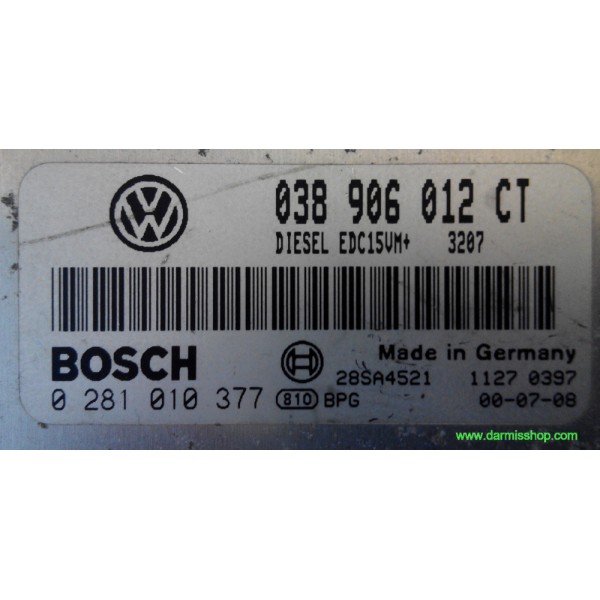 038 906 012 CT
DIESEL EDC15VM+ 3207
BOSCH
Made in Germany
28SA4521 1127 0397
0 281 010 377 810 BPG 00-07-08
www.darmisshop.com